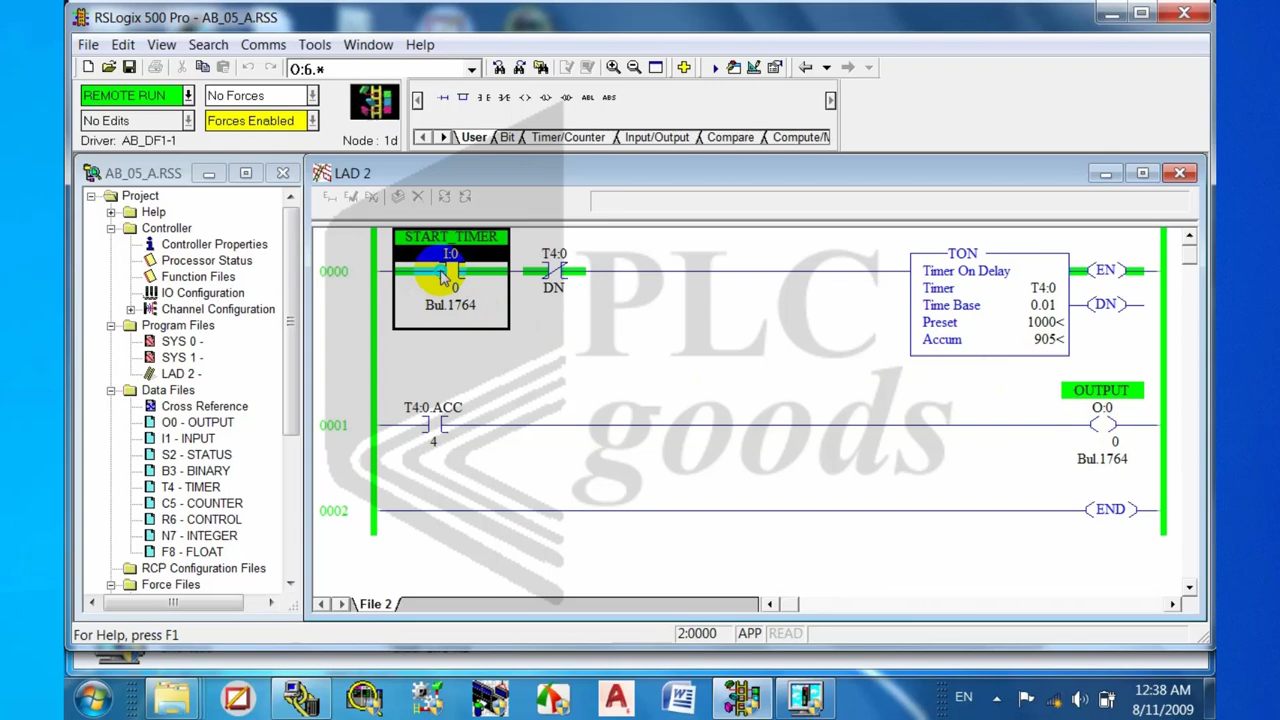 RSLogix 500 Pro - AB_05_A.RSS
File Edit View Search Comms Tools Window Help
O:6.*
REMOTE RUN No Forces
No Edits Forces Enabled
Driver: AB_DF1-1 Node: 1d
ABL ABS
User Bit Timer/Counter Input/Output Compare Compute/M
AB_05_A.RSS
Project
Help
Controller
Controller Properties
Processor Status
Function Files
IO Configuration
Channel Configuration
Program Files
SYS 0 -
SYS 1 -
LAD 2 -
Data Files
Cross Reference
O0 - OUTPUT
I1 - INPUT
S2 - STATUS
B3 - BINARY
T4 - TIMER
C5 - COUNTER
R6 - CONTROL
N7 - INTEGER
F8 - FLOAT
RCP Configuration Files
Force Files
LAD 2
START_TIMER
I:0
0
Bul.1764
0000
T4:0
DN
TON
Timer On Delay
Timer T4:0
Time Base 0.01
Preset 1000<
Accum 905<
EN
DN
0001
T4:0.ACC
4
OUTPUT
O:0
0
Bul.1764
0002
END
PLC
goods
File 2
For Help, press F1
2:0000 APP READ
EN
12:38 AM
8/11/2009